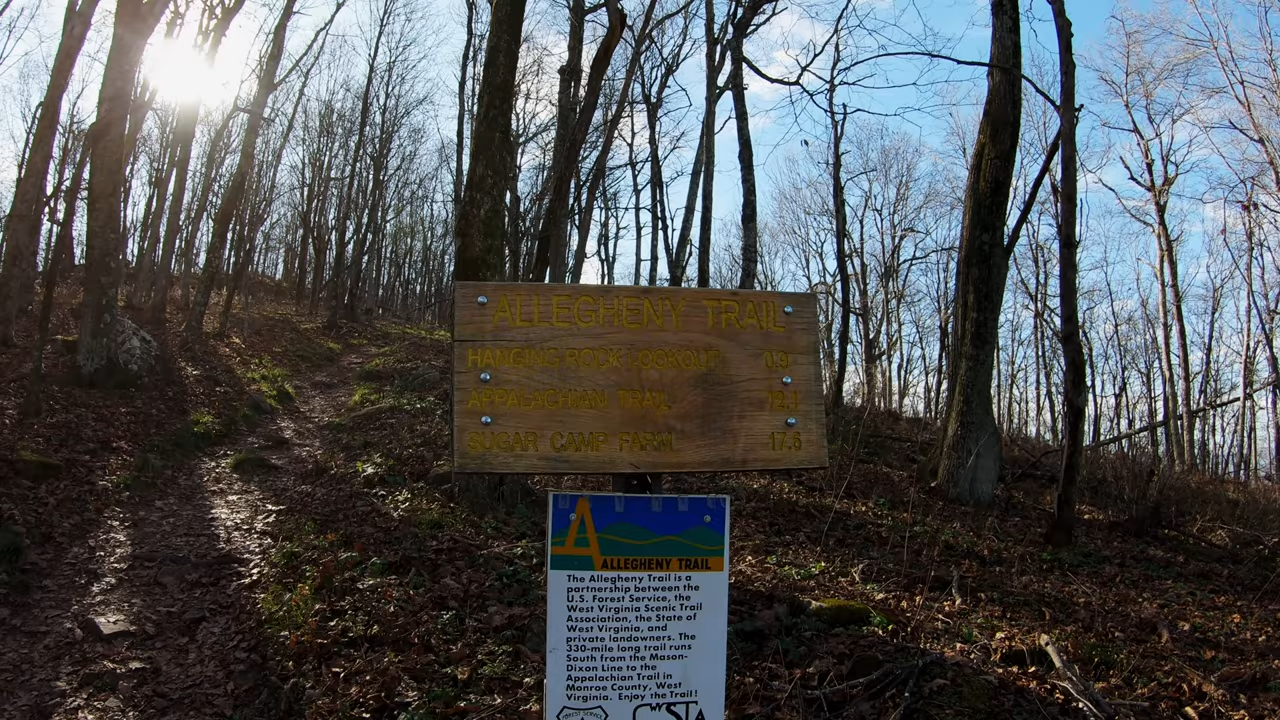 ALLEGHENY TRAIL
HANGING ROCK LOOKOUT 0.9
APPALACHIAN TRAIL 12.1
SUGAR CAMP FARM 17.6
A
ALLEGHENY TRAIL
The Allegheny Trail is a
partnership between the
U.S. Forest Service, the
West Virginia Scenic Trail
Association, the State of
West Virginia, and
private landowners. The
330-mile long trail runs
South from the Mason-
Dixon Line to the
Appalachian Trail in
Monroe County, West
Virginia. Enjoy the Trail!
FOREST SERVICE
WVSTA